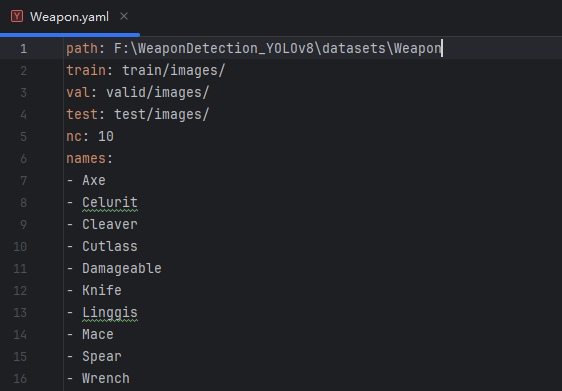 Weapon.yaml
1 path: F:\WeaponDetection_YOLOv8\datasets\Weapon
2 train: train/images/
3 val: valid/images/
4 test: test/images/
5 nc: 10
6 names:
7 - Axe
8 - Celurit
9 - Cleaver
10 - Cutlass
11 - Damageable
12 - Knife
13 - Linggis
14 - Mace
15 - Spear
16 - Wrench